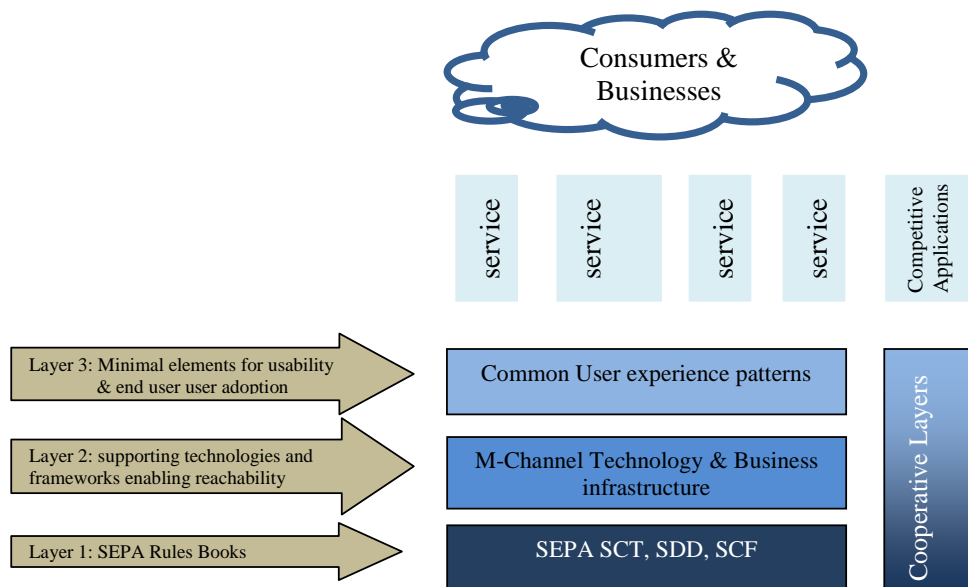 Consumers &
Businesses
service
service
service
service
Competitive
Applications
Layer 3: Minimal elements for usability
& end user user adoption
Common User experience patterns
Layer 2: supporting technologies and
frameworks enabling reachability
M-Channel Technology & Business
infrastructure
Layer 1: SEPA Rules Books
SEPA SCT, SDD, SCF
Cooperative Layers